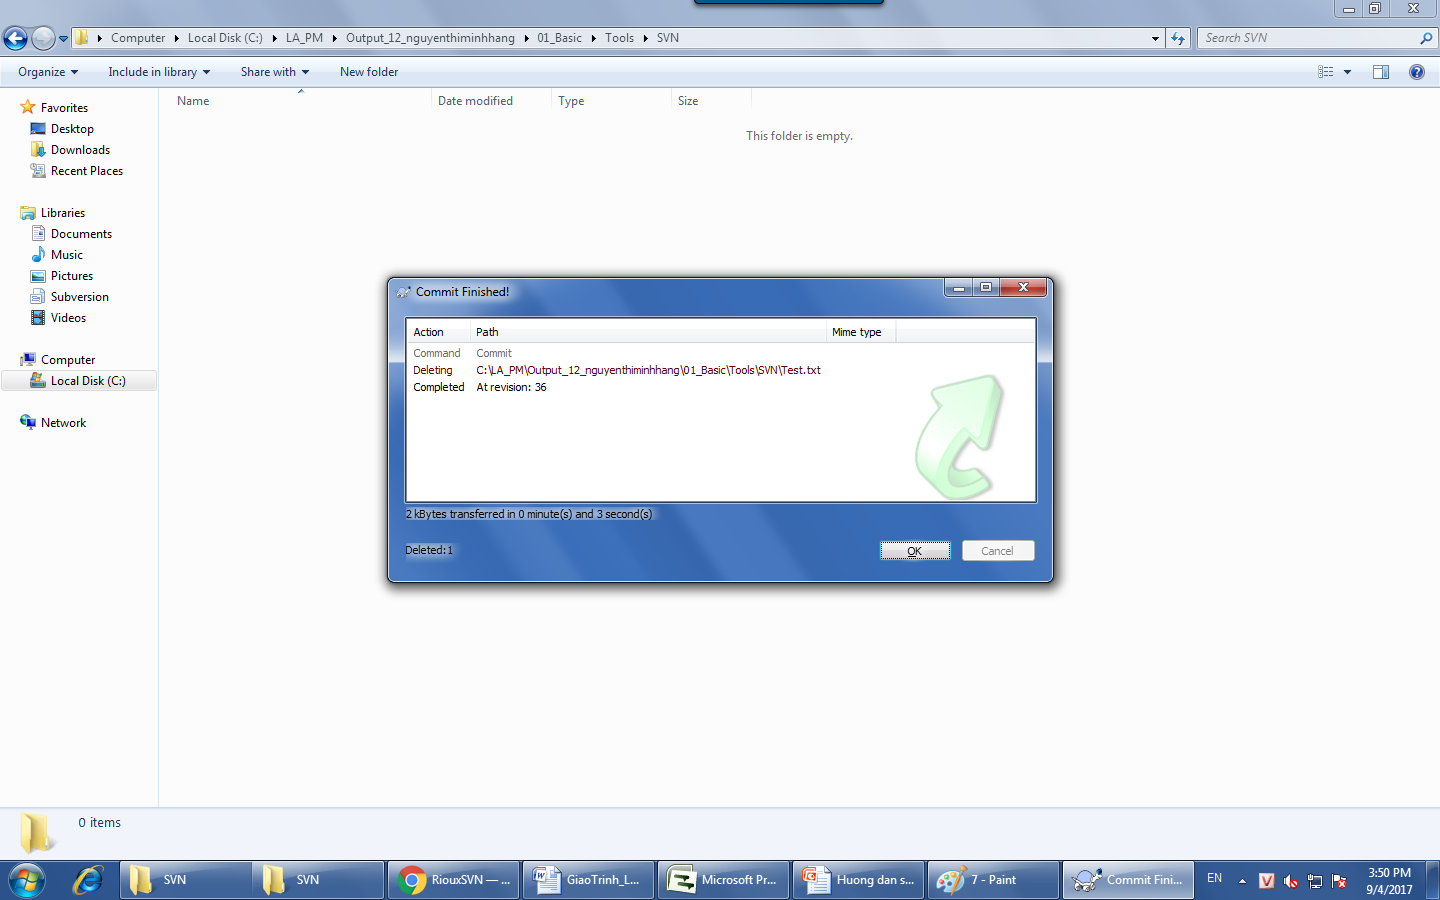 Computer Local Disk (C:) LA_PM Output_12_nguyenthiminhhang 01_Basic Tools SVN
Search SVN
Organize Include in library Share with New folder
Name Date modified Type Size
This folder is empty.
Favorites
Desktop
Downloads
Recent Places
Libraries
Documents
Music
Pictures
Subversion
Videos
Computer
Local Disk (C:)
Network
Commit Finished!
Action Path Mime type
Command Commit
Deleting C:\LA_PM\Output_12_nguyenthiminhhang\01_Basic\Tools\SVN\Test.txt
Completed At revision: 36
2 kBytes transferred in 0 minute(s) and 3 second(s)
Deleted:1
OK Cancel
0 items
SVN SVN RiouxSVN — ... GiaoTrinh_L... Microsoft Pr... Huong dan s... 7 - Paint Commit Fini... EN
3:50 PM
9/4/2017